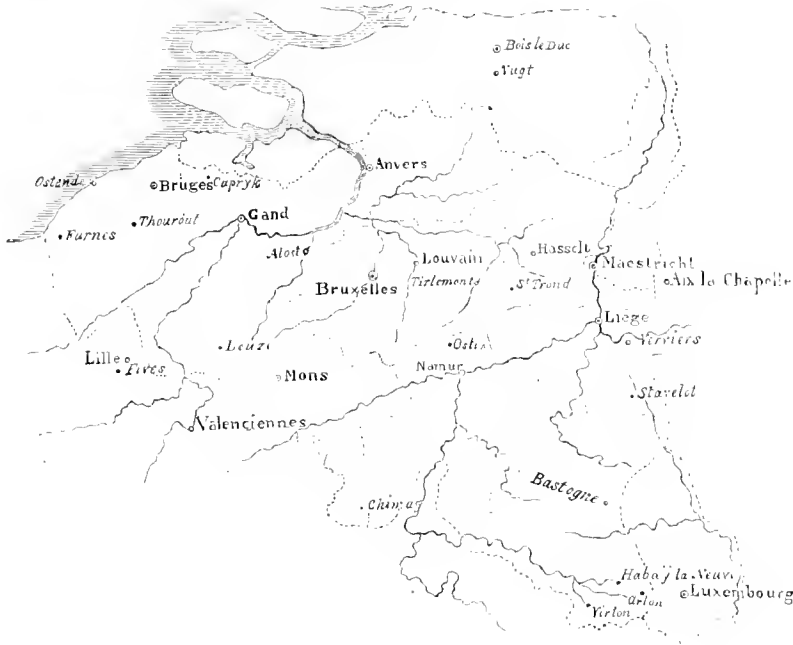 Bois le Duc
Vugt
Anvers
Ostende
Bruges
Capryk
Thourout
Gand
Furnes
Alost
Louvain
Hasselt
Maestricht
Bruxelles
Tirlemont
St Trond
Aix la Chapelle
Liége
Verviers
Leuze
Ostin
Lille
Fives
Mons
Namur
Stavelot
Valenciennes
Bastogne
Chimay
Habay la Neuve
Arlon
Luxembourg
Virton